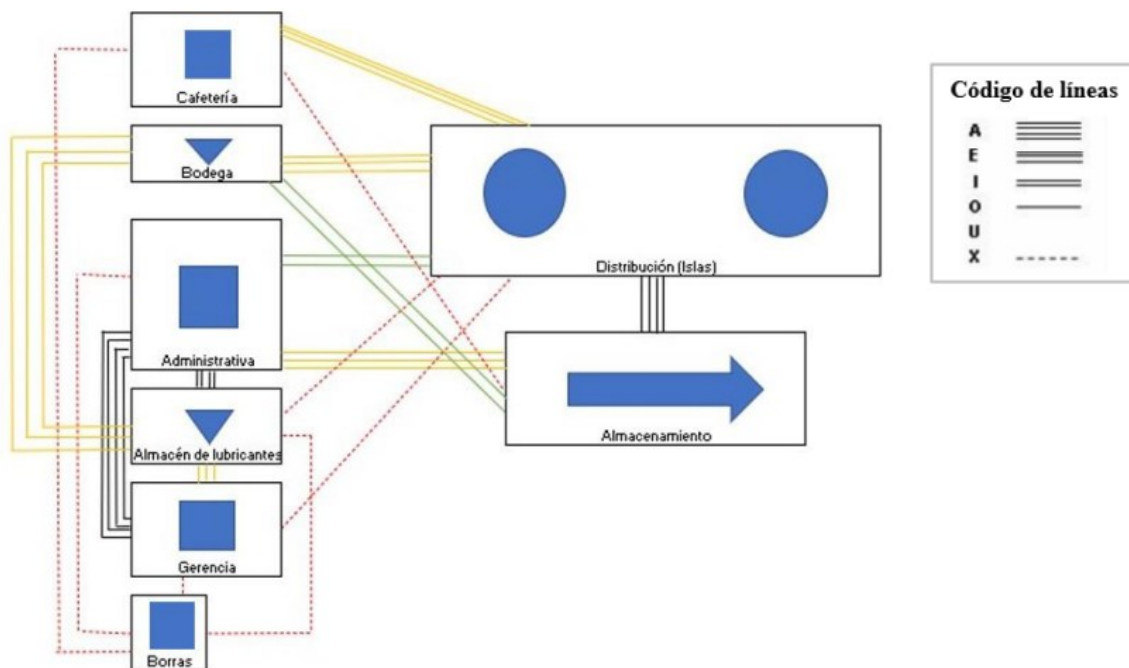 Cafetería
Bodega
Administrativa
Almacén de lubricantes
Gerencia
Borras
Distribución (Islas)
Almacenamiento
Código de líneas
A
E
I
O
U
X